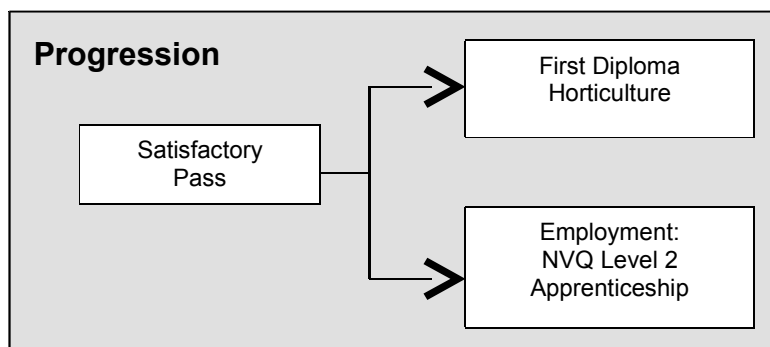 Progression
First Diploma
Horticulture
Satisfactory
Pass
Employment:
NVQ Level 2
Apprenticeship